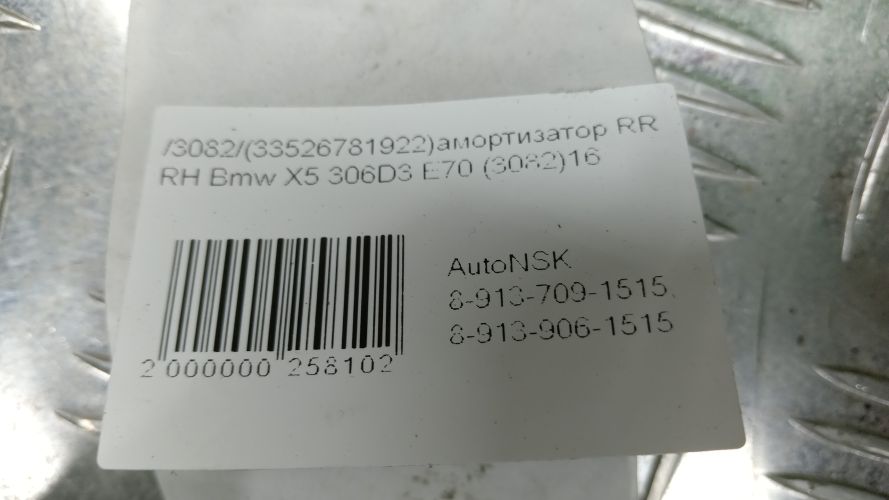 /3082/(33526781922)амортизатор RR
RH Bmw X5 306D3 E70 (3082)16
AutoNSK
8-913-709-1515,
8-913-906-1515
2 000000 258102